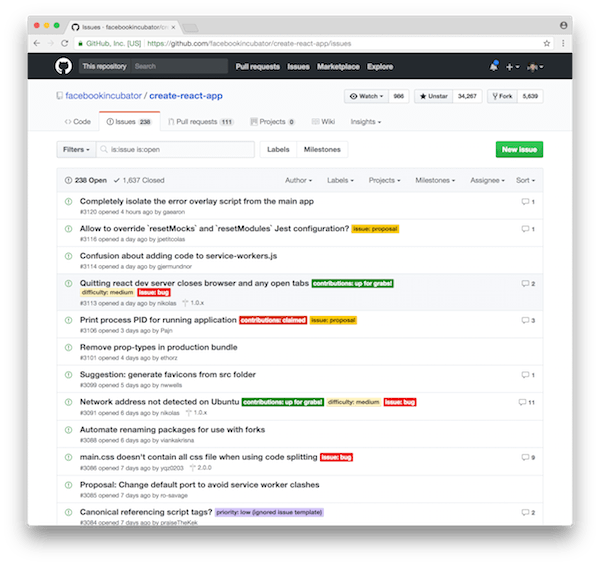 Issues · facebookincubator/cre
GitHub, Inc. [US] https://github.com/facebookincubator/create-react-app/issues
This repository Search Pull requests Issues Marketplace Explore
facebookincubator / create-react-app Watch 966 Unstar 34,267 Fork 5,639
Code Issues 238 Pull requests 111 Projects 0 Wiki Insights
Filters is:issue is:open Labels Milestones New issue
238 Open 1,637 Closed Author Labels Projects Milestones Assignee Sort
Completely isolate the error overlay script from the main app 1
#3120 opened 4 hours ago by gaearon
Allow to override `resetMocks` and `resetModules` Jest configuration? issue: proposal 1
#3116 opened a day ago by jpetitcolas
Confusion about adding code to service-workers.js
#3114 opened a day ago by gjermundnor
Quitting react dev server closes browser and any open tabs contributions: up for grabs! 2
difficulty: medium issue: bug
#3113 opened a day ago by nikolas 1.0.x
Print process PID for running application contributions: claimed issue: proposal 3
#3106 opened 3 days ago by Pajn
Remove prop-types in production bundle
#3101 opened 4 days ago by ethorz
Suggestion: generate favicons from src folder 1
#3099 opened 5 days ago by nwwells
Network address not detected on Ubuntu contributions: up for grabs! difficulty: medium issue: bug 11
#3091 opened 6 days ago by nikolas 1.0.x
Automate renaming packages for use with forks
#3088 opened 6 days ago by viankakrisna
main.css doesn't contain all css file when using code splitting issue: bug 9
#3086 opened 7 days ago by yqz0203 2.0.0
Proposal: Change default port to avoid service worker clashes
#3085 opened 7 days ago by ro-savage
Canonical referencing script tags? priority: low (ignored issue template) 2
#3084 opened 7 days ago by praiseTheKek